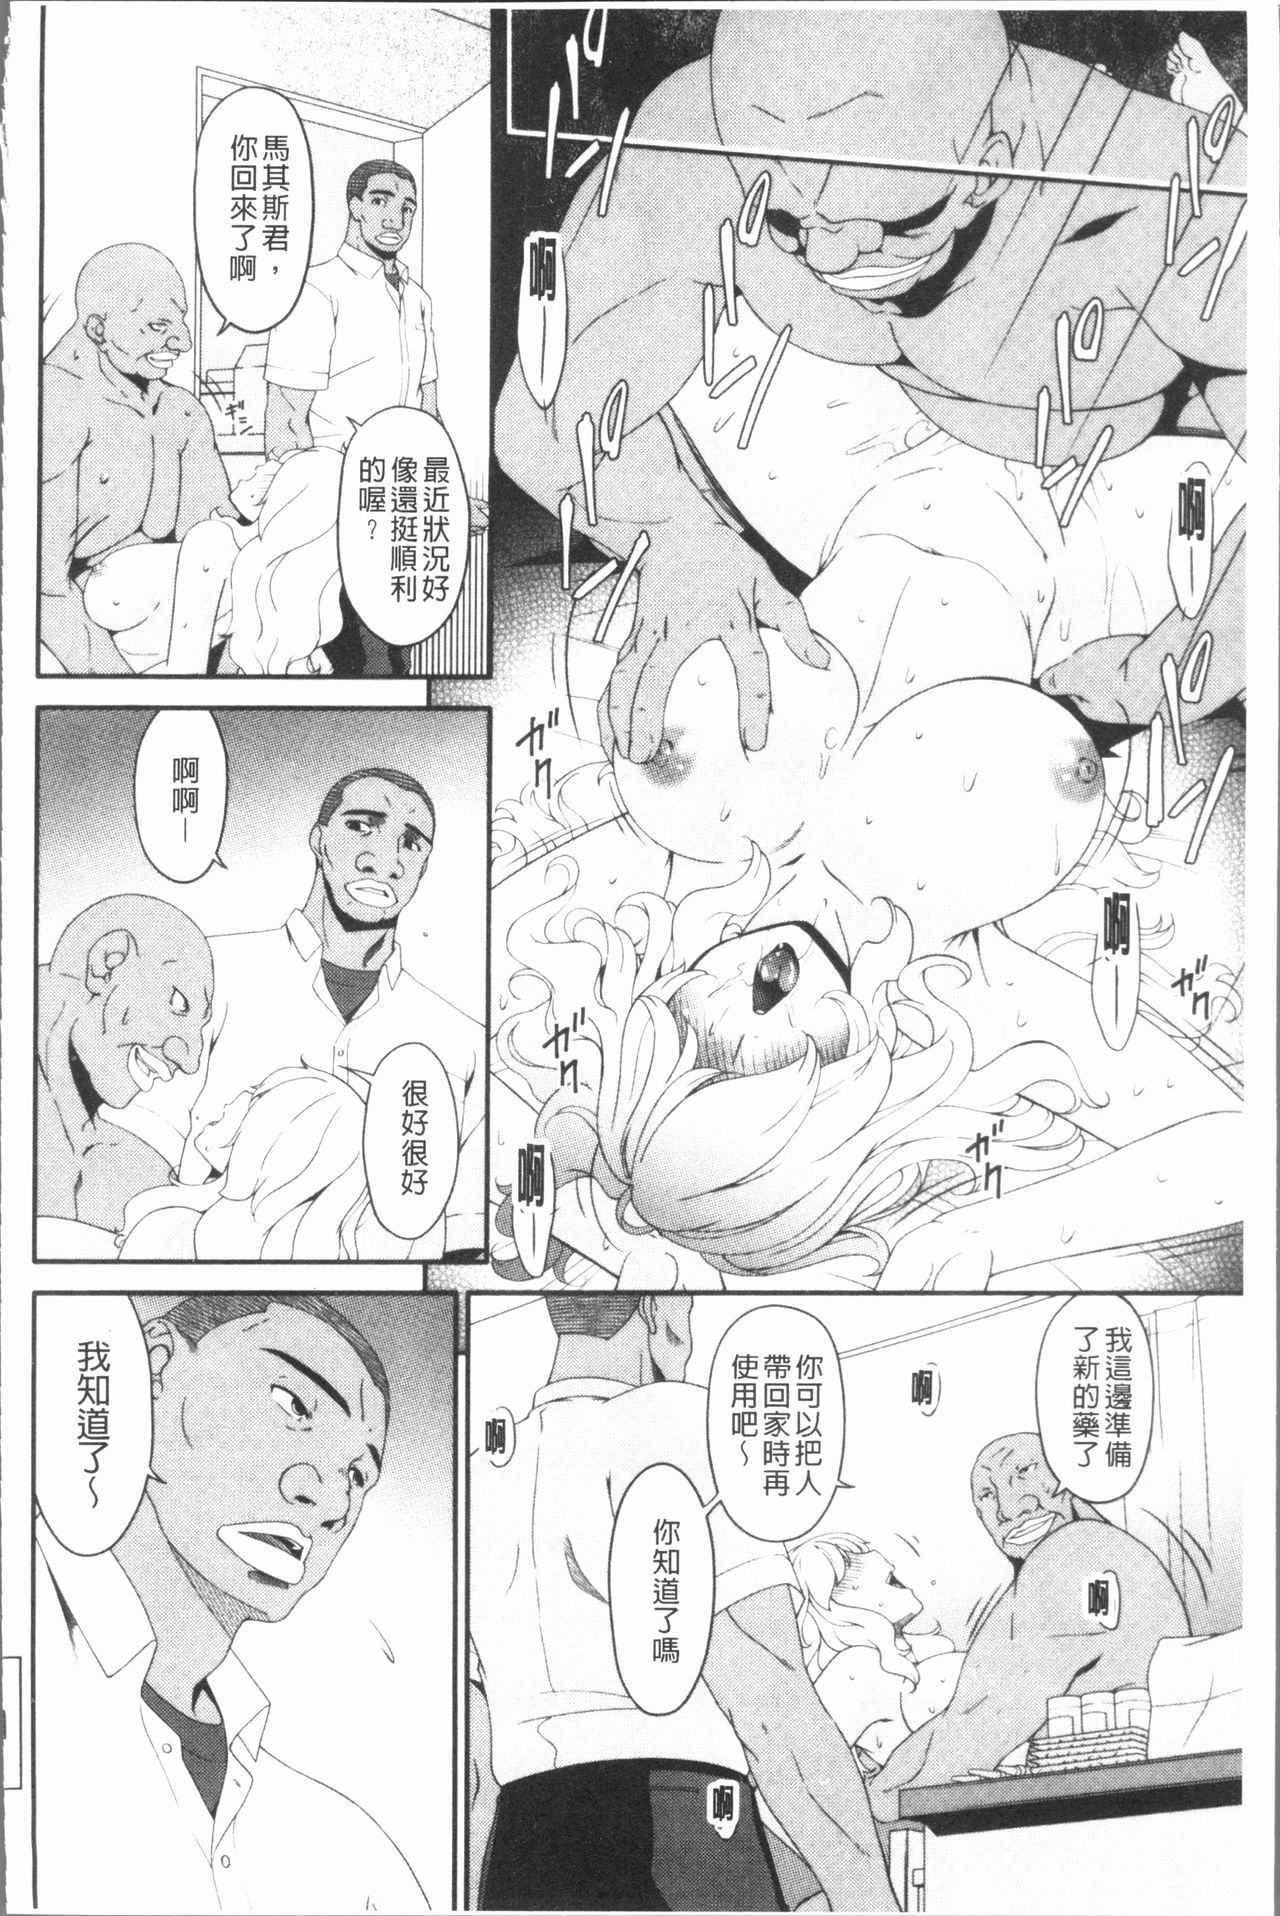 啊—
啊—
啊—
啊—
ガク
ガク
ガク
ガク
馬其斯君，
你回來了啊
ギシ
最近狀況好
像還挺順利
的喔?
啊啊—
很好很好
我這邊準備
了新的藥了
你可以把人
帶回家時再
使用吧～
啊
啊
啊
啊
你知道了嗎
我知道了～